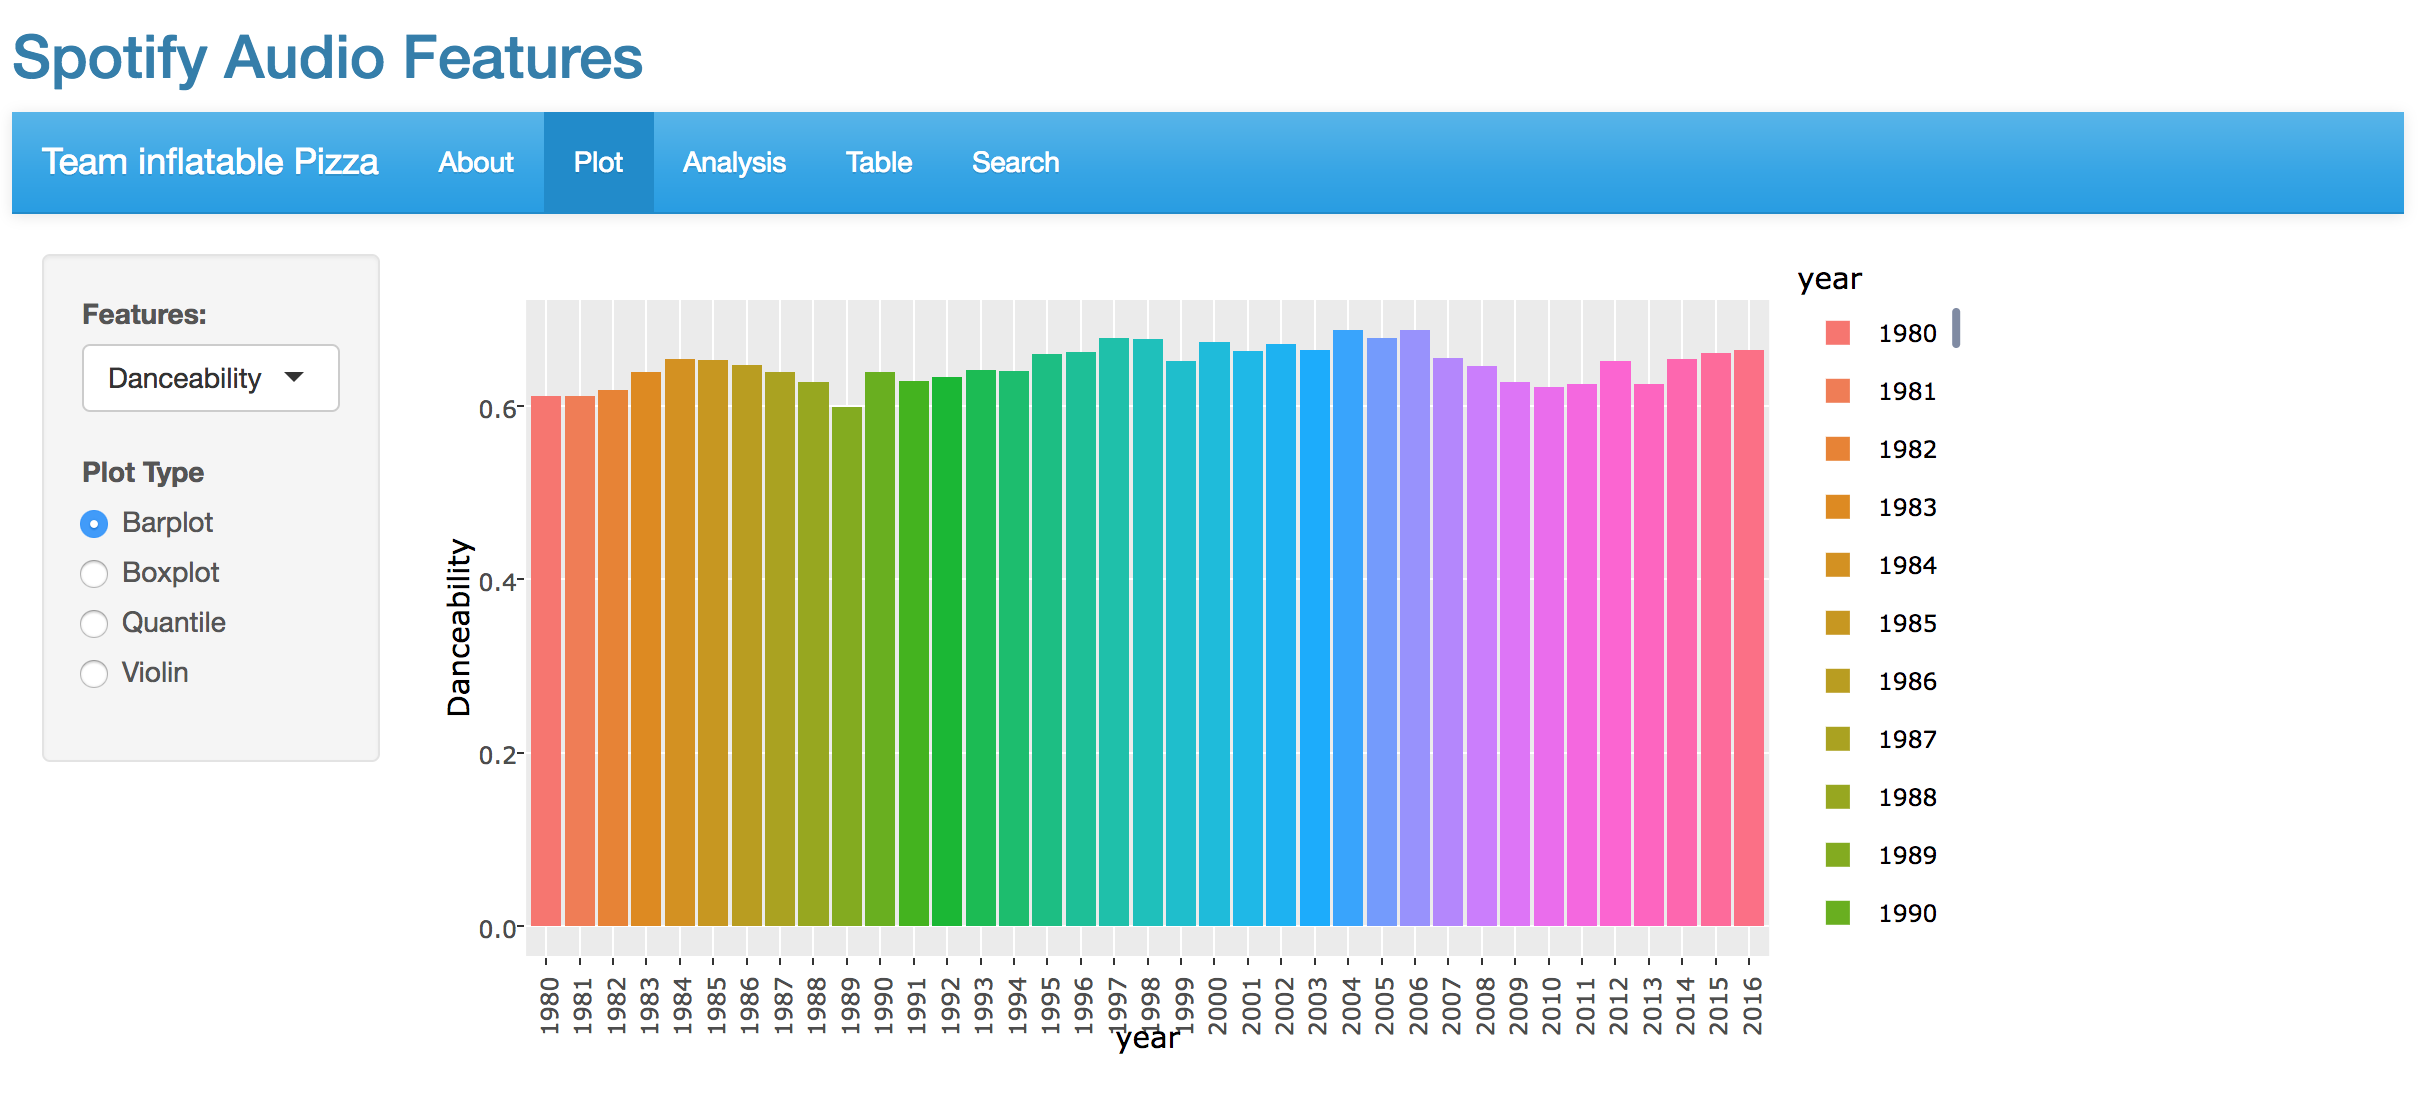 Spotify Audio Features
Team inflatable Pizza About Plot Analysis Table Search
Features:
Danceability
Plot Type
Barplot
Boxplot
Quantile
Violin
Danceability
0.6
0.4
0.2
0.0
1980 1981 1982 1983 1984 1985 1986 1987 1988 1989 1990 1991 1992 1993 1994 1995 1996 1997 1998 1999 2000 2001 2002 2003 2004 2005 2006 2007 2008 2009 2010 2011 2012 2013 2014 2015 2016
year
year
1980
1981
1982
1983
1984
1985
1986
1987
1988
1989
1990